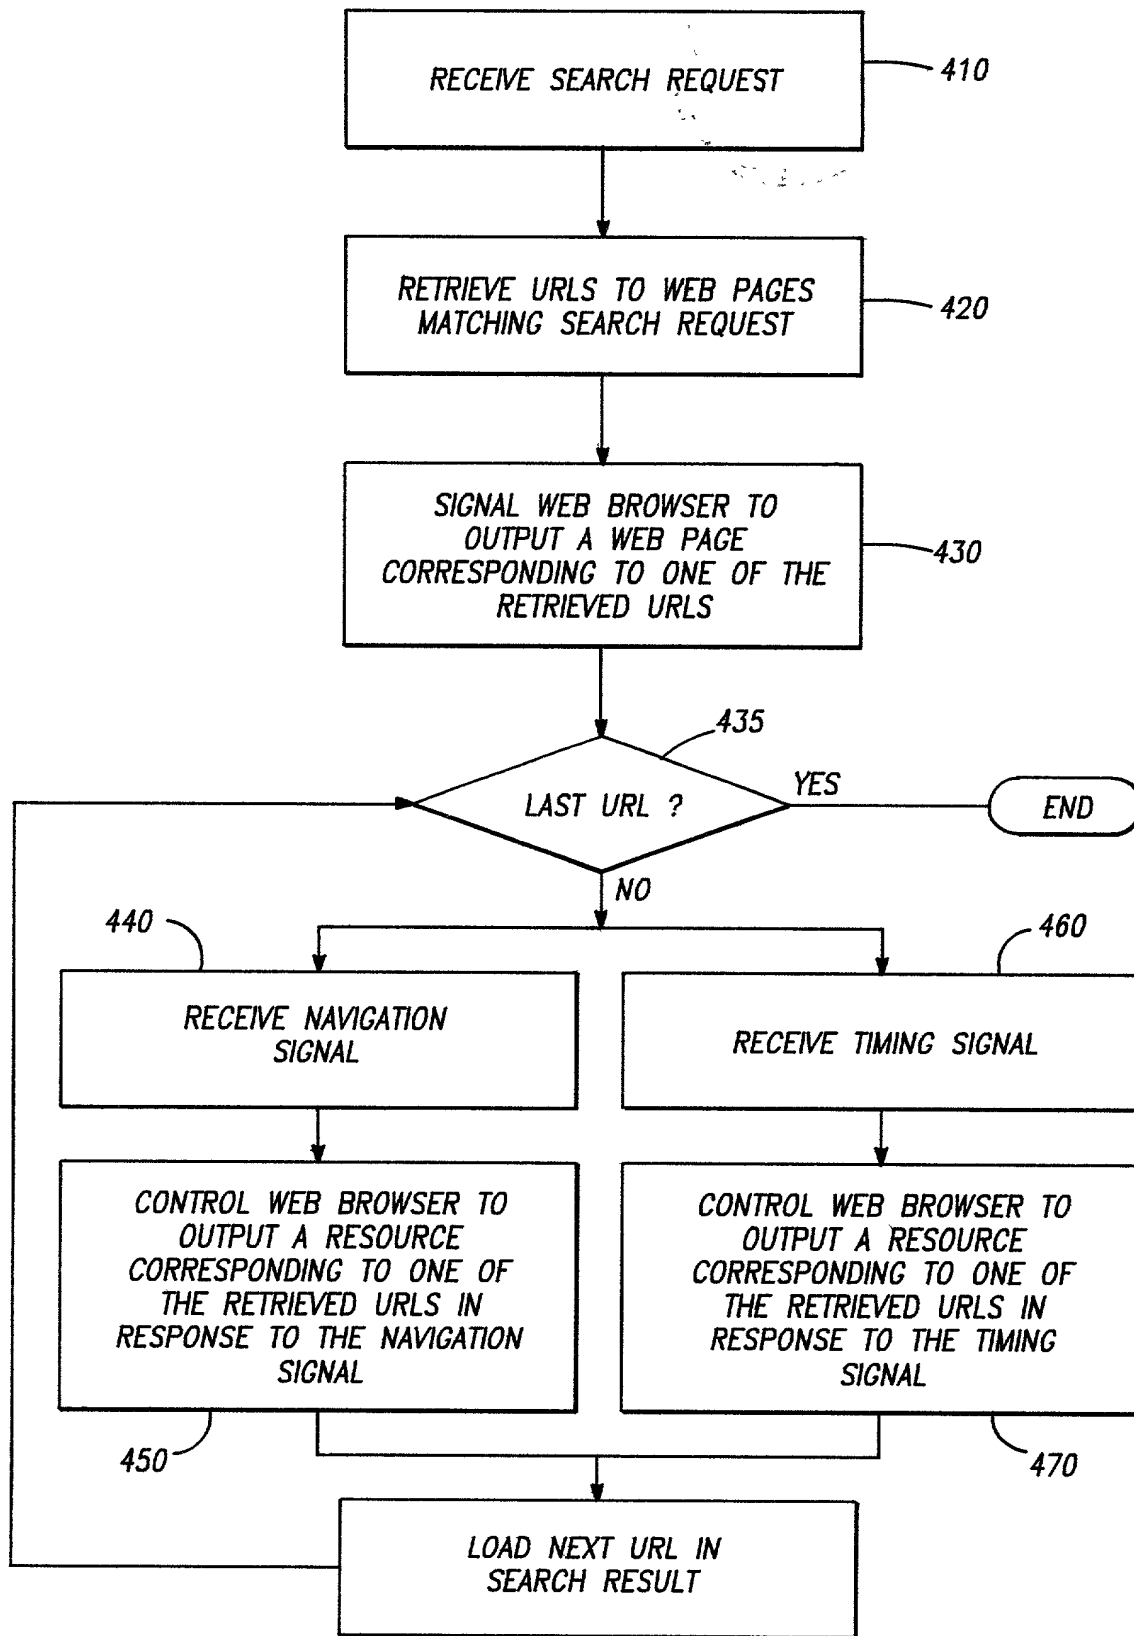 RECEIVE SEARCH REQUEST
410
RETRIEVE URLS TO WEB PAGES
MATCHING SEARCH REQUEST
420
SIGNAL WEB BROWSER TO
OUTPUT A WEB PAGE
CORRESPONDING TO ONE OF THE
RETRIEVED URLS
430
435
LAST URL ?
YES
END
NO
440
RECEIVE NAVIGATION
SIGNAL
460
RECEIVE TIMING SIGNAL
CONTROL WEB BROWSER TO
OUTPUT A RESOURCE
CORRESPONDING TO ONE OF
THE RETRIEVED URLS IN
RESPONSE TO THE NAVIGATION
SIGNAL
450
CONTROL WEB BROWSER TO
OUTPUT A RESOURCE
CORRESPONDING TO ONE OF
THE RETRIEVED URLS IN
RESPONSE TO THE TIMING
SIGNAL
470
LOAD NEXT URL IN
SEARCH RESULT